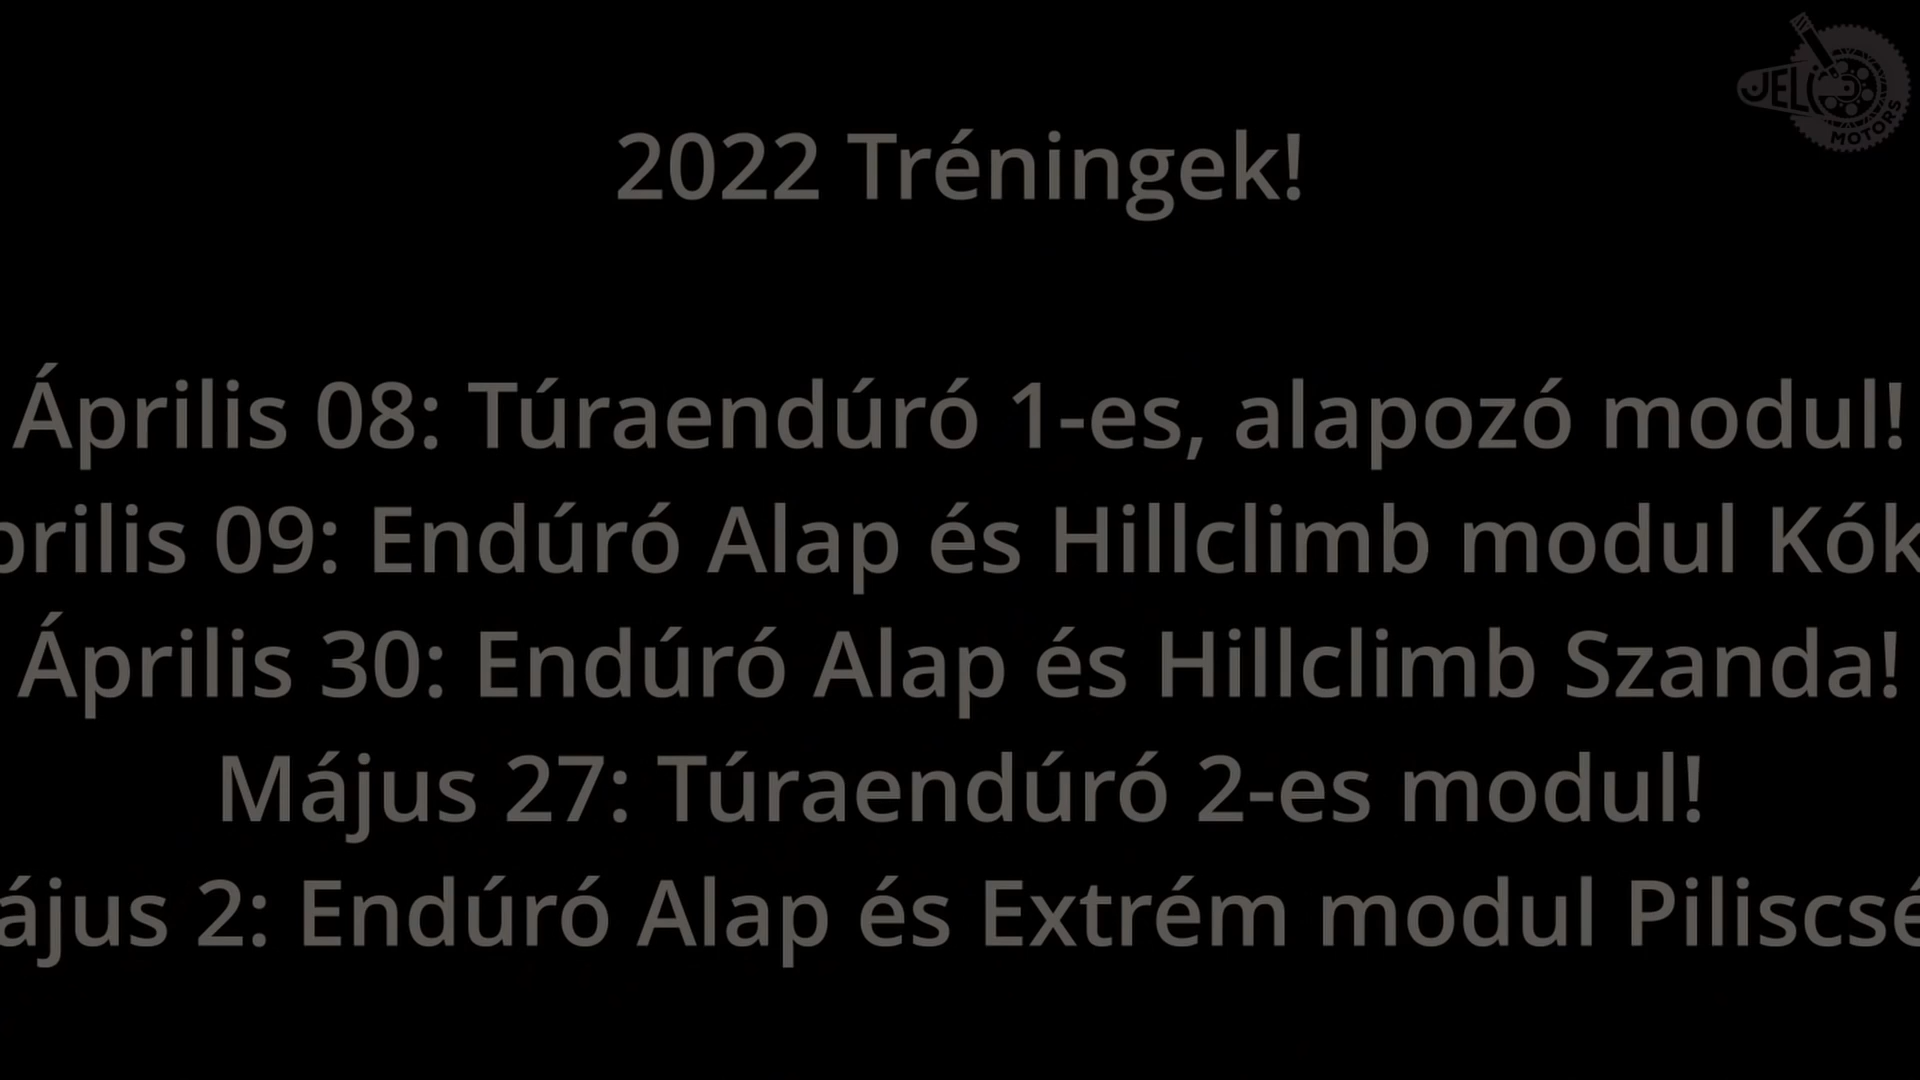 JEL
MOTORS
2022 Tréningek!
Április 08: Túraendúró 1-es, alapozó modul!
prilis 09: Endúró Alap és Hillclimb modul Kók
Április 30: Endúró Alap és Hillclimb Szanda!
Május 27: Túraendúró 2-es modul!
ájus 2: Endúró Alap és Extrém modul Piliscsé